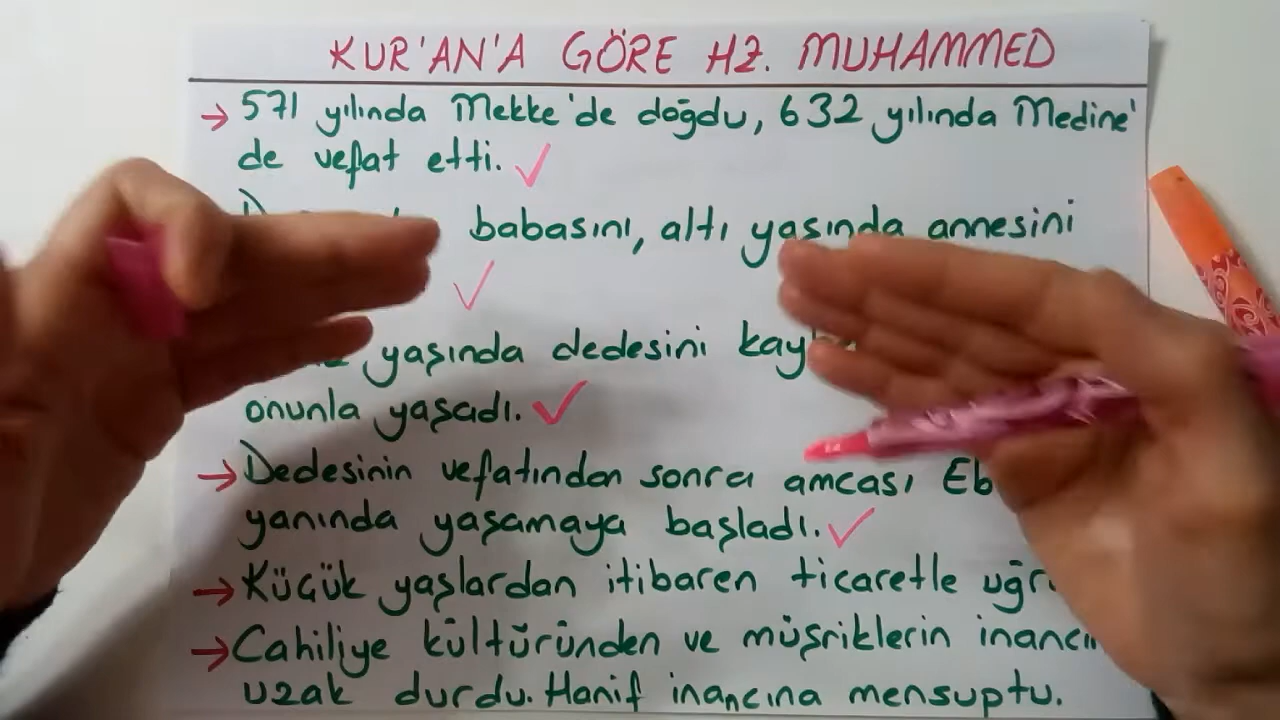 KUR'AN'A GÖRE HZ. MUHAMMED
→ 571 yılında Mekke'de doğdu, 632 yılında Medine'
de vefat etti. ✓
babasını, altı yaşında annesini
✓
yaşında dedesini
onunla yaşadı. ✓
→ Dedesinin vefatından sonra amcası
yanında yaşamaya başladı. ✓
→ Küçük yaşlardan itibaren ticaretle
→ Cahiliye kültüründen ve müşriklerin
uzak durdu. Hanif inancına mensuptu.